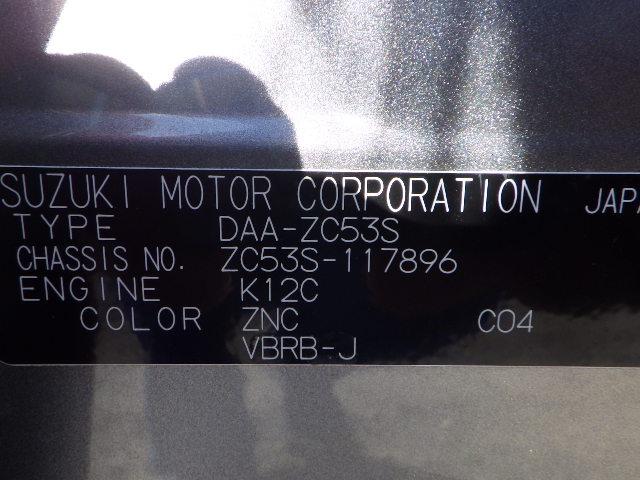 SUZUKI MOTOR CORPORATION JAPA
TYPE DAA-ZC53S
CHASSIS NO. ZC53S-117896
ENGINE K12C
COLOR ZNC C04
VBRB-J